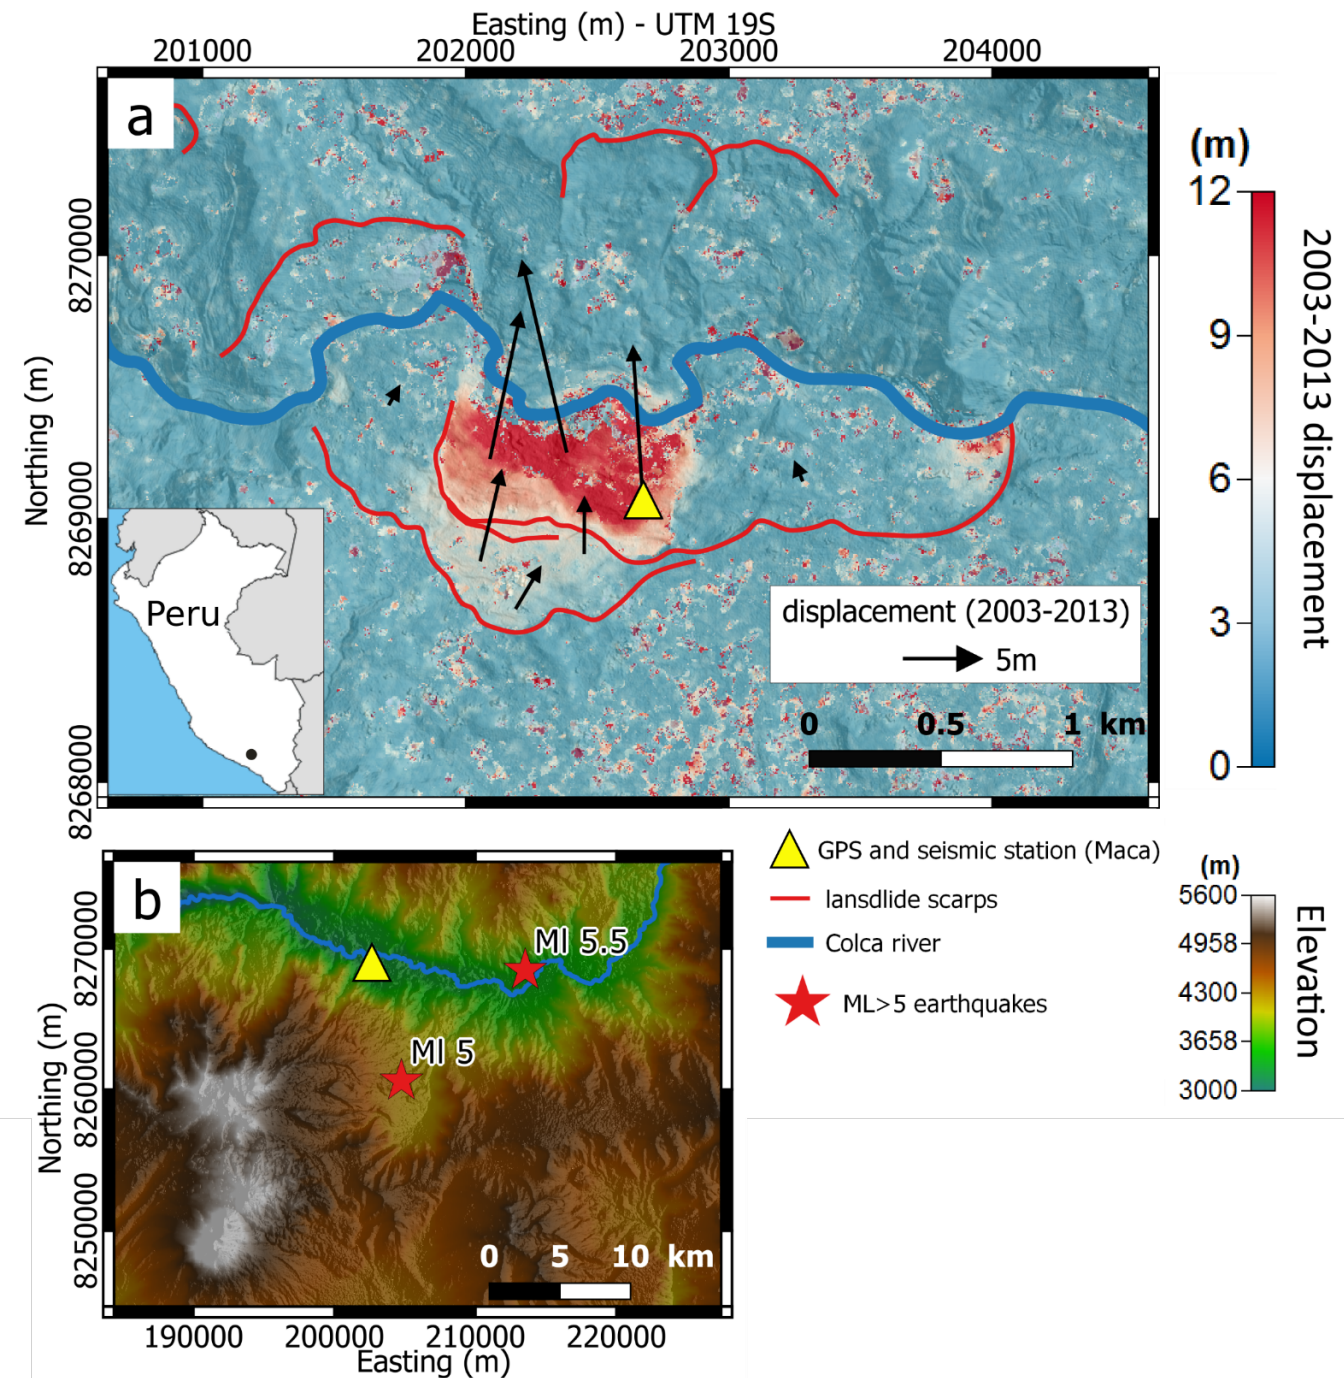 Easting (m) - UTM 19S
201000 202000 203000 204000
a
Northing (m)
8270000
8269000
8268000
Peru
displacement (2003-2013)
5m
0 0.5 1 km
(m)
12
9
6
3
0
2003-2013 displacement
GPS and seismic station (Maca)
lansdlide scarps
Colca river
ML>5 earthquakes
(m)
5600
4958
4300
3658
3000
Elevation
b
Northing (m)
8270000
8260000
8250000
Ml 5.5
Ml 5
0 5 10 km
190000 200000 210000 220000
Easting (m)